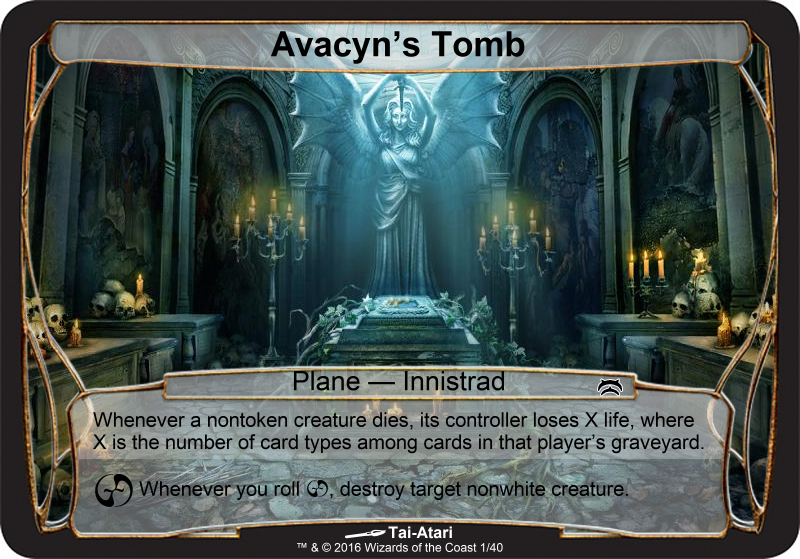 Avacyn's Tomb
Plane — Innistrad
Whenever a nontoken creature dies, its controller loses X life, where
X is the number of card types among cards in that player's graveyard.
Whenever you roll , destroy target nonwhite creature.
Tai-Atari
™ & © 2016 Wizards of the Coast 1/40